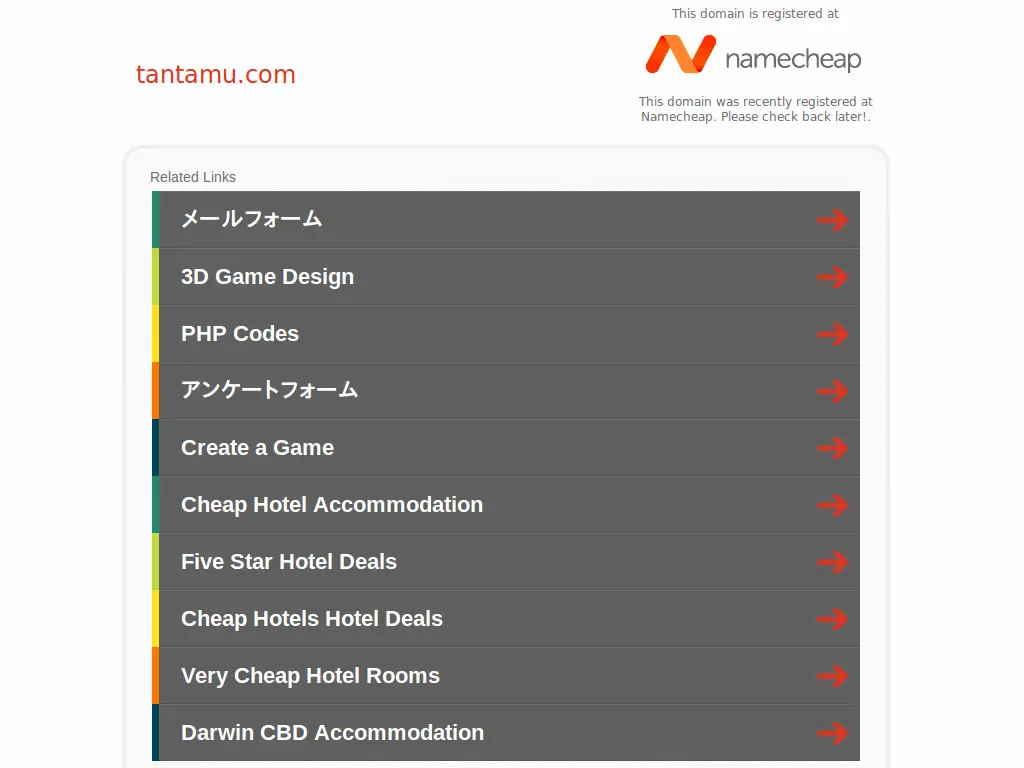 This domain is registered at
namecheap
tantamu.com
This domain was recently registered at
Namecheap. Please check back later!.
Related Links
メールフォーム
3D Game Design
PHP Codes
アンケートフォーム
Create a Game
Cheap Hotel Accommodation
Five Star Hotel Deals
Cheap Hotels Hotel Deals
Very Cheap Hotel Rooms
Darwin CBD Accommodation